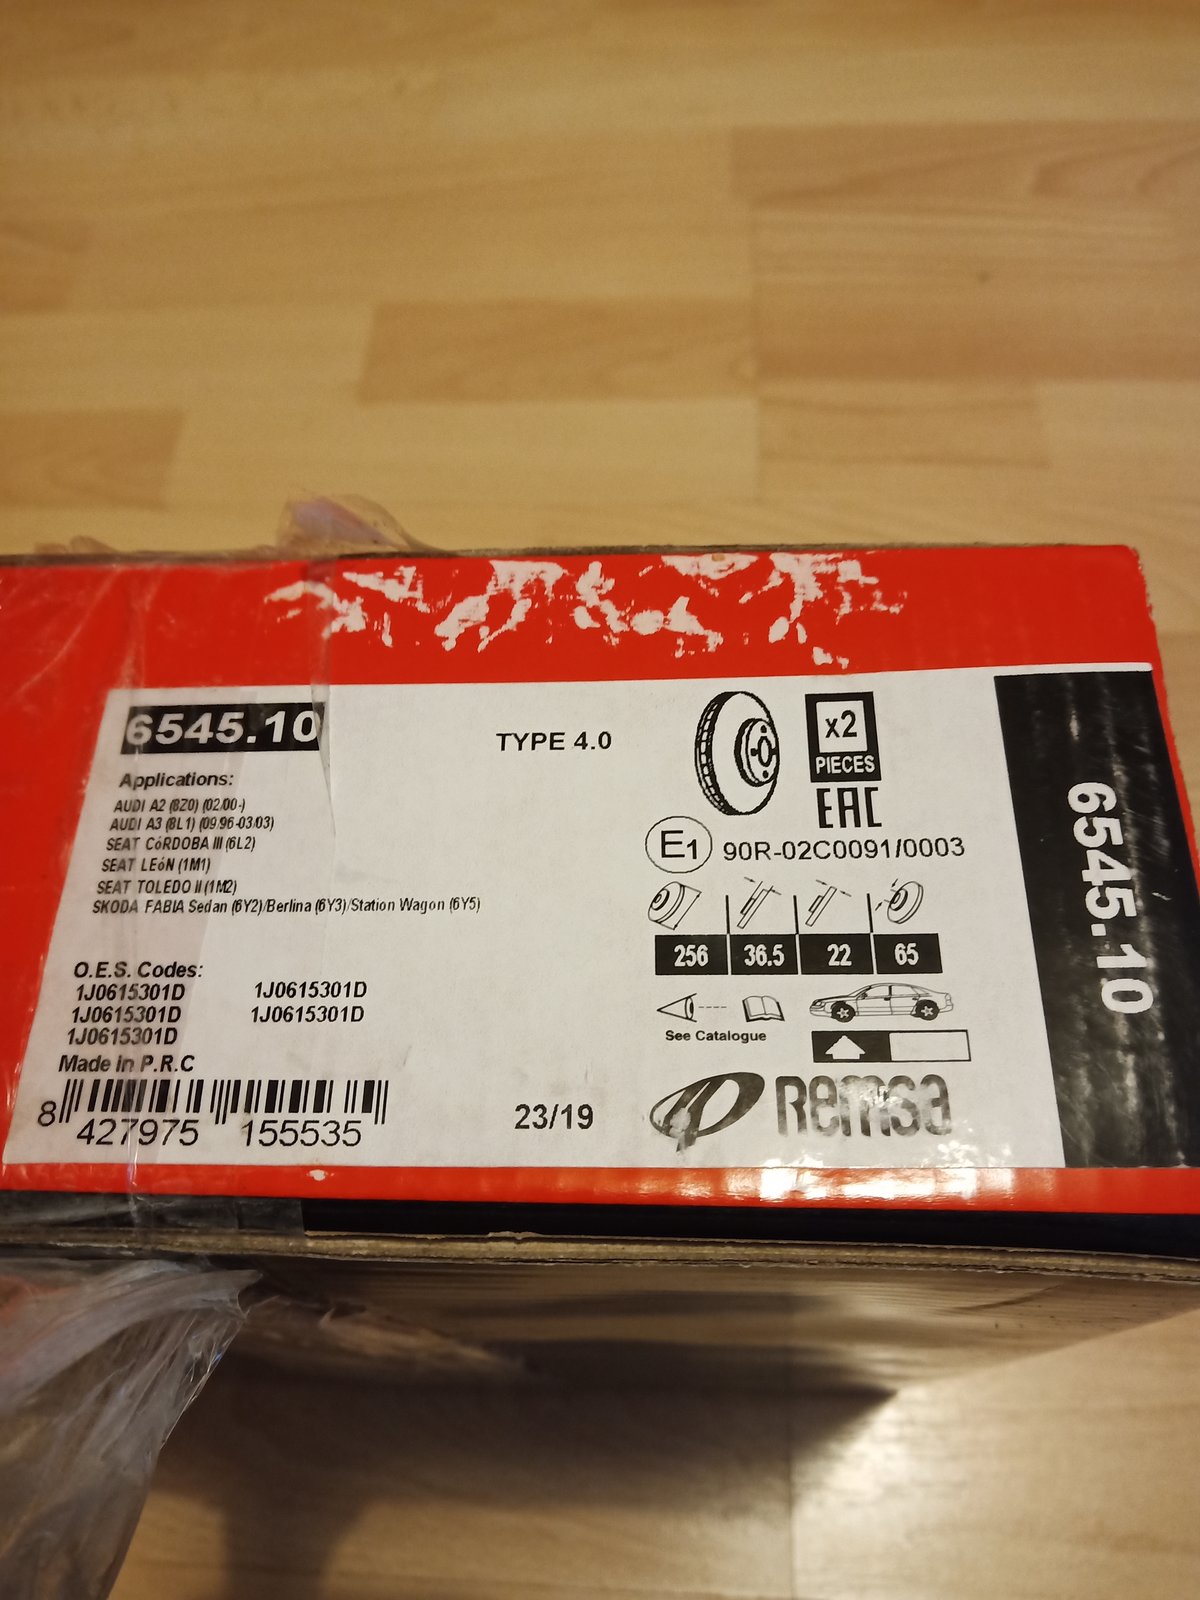 6545.10
TYPE 4.0
x2
PIECES
EAC
Applications:
AUDI A2 (8Z0) (02/00-)
AUDI A3 (8L1) (09.96-03/03)
SEAT CóRDOBA III (6L2)
SEAT LEóN (1M1)
SEAT TOLEDO II (1M2)
SKODA FABIA Sedan (6Y2)/Berlina (6Y3)/Station Wagon (6Y5)
E1 90R-02C0091/0003
256 36.5 22 65
O.E.S. Codes:
1J0615301D 1J0615301D
1J0615301D 1J0615301D
1J0615301D
Made in P.R.C
8 427975 155535
23/19
See Catalogue
Remsa
6545.10